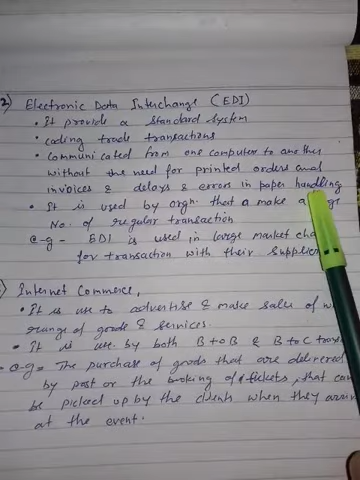 2) Electronic Data Interchange (EDI)
• It provide a standard system
• coding trade transactions
• communicated from one computer to another
without the need for printed orders and
invoices & delays & errors in paper handling
• It is used by orgn. that a make a
No. of regular transaction
e-g- EDI is used in large market
for transaction with their
Internet Commerce,
• It is use to advertise & make sales of
range of goods & services.
• It is use by both B to B & B to C
- e-g= The purchase of goods that are delivered
by post or the booking of tickets, that can
be picked up by the clients when they
at the event.